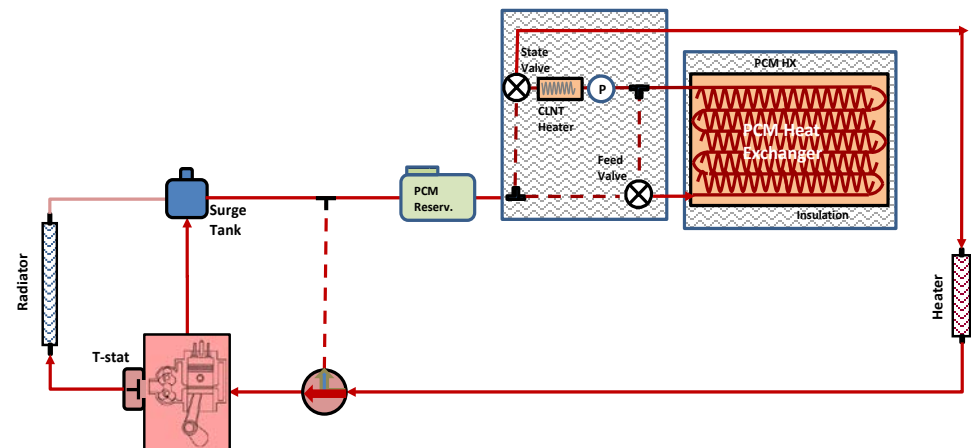 State
Valve
PCM HX
P
CLNT
Heater
PCM Heat
Exchanger
Feed
Valve
PCM
Reserv.
Insulation
Surge
Tank
Radiator
Heater
T-stat